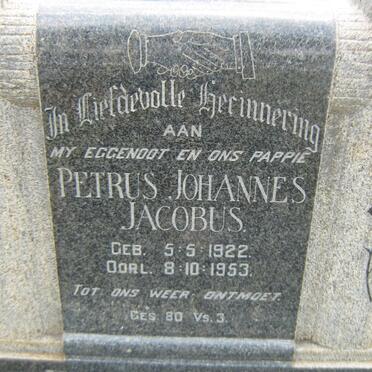 In Liefdevolle Herinnering
AAN
MY EGGENOOT EN ONS PAPPIE
PETRUS JOHANNES
JACOBUS.
GEB. 5:5:1922.
OORL. 8:10:1953.
TOT ONS WEER ONTMOET.
GES. 80 Vs. 3.